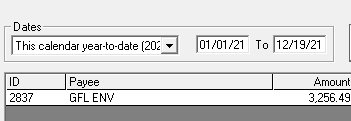 Dates
This calendar year-to-date (202 01/01/21 To 12/19/21
ID Payee Amount
2837 GFL ENV 3,256.49